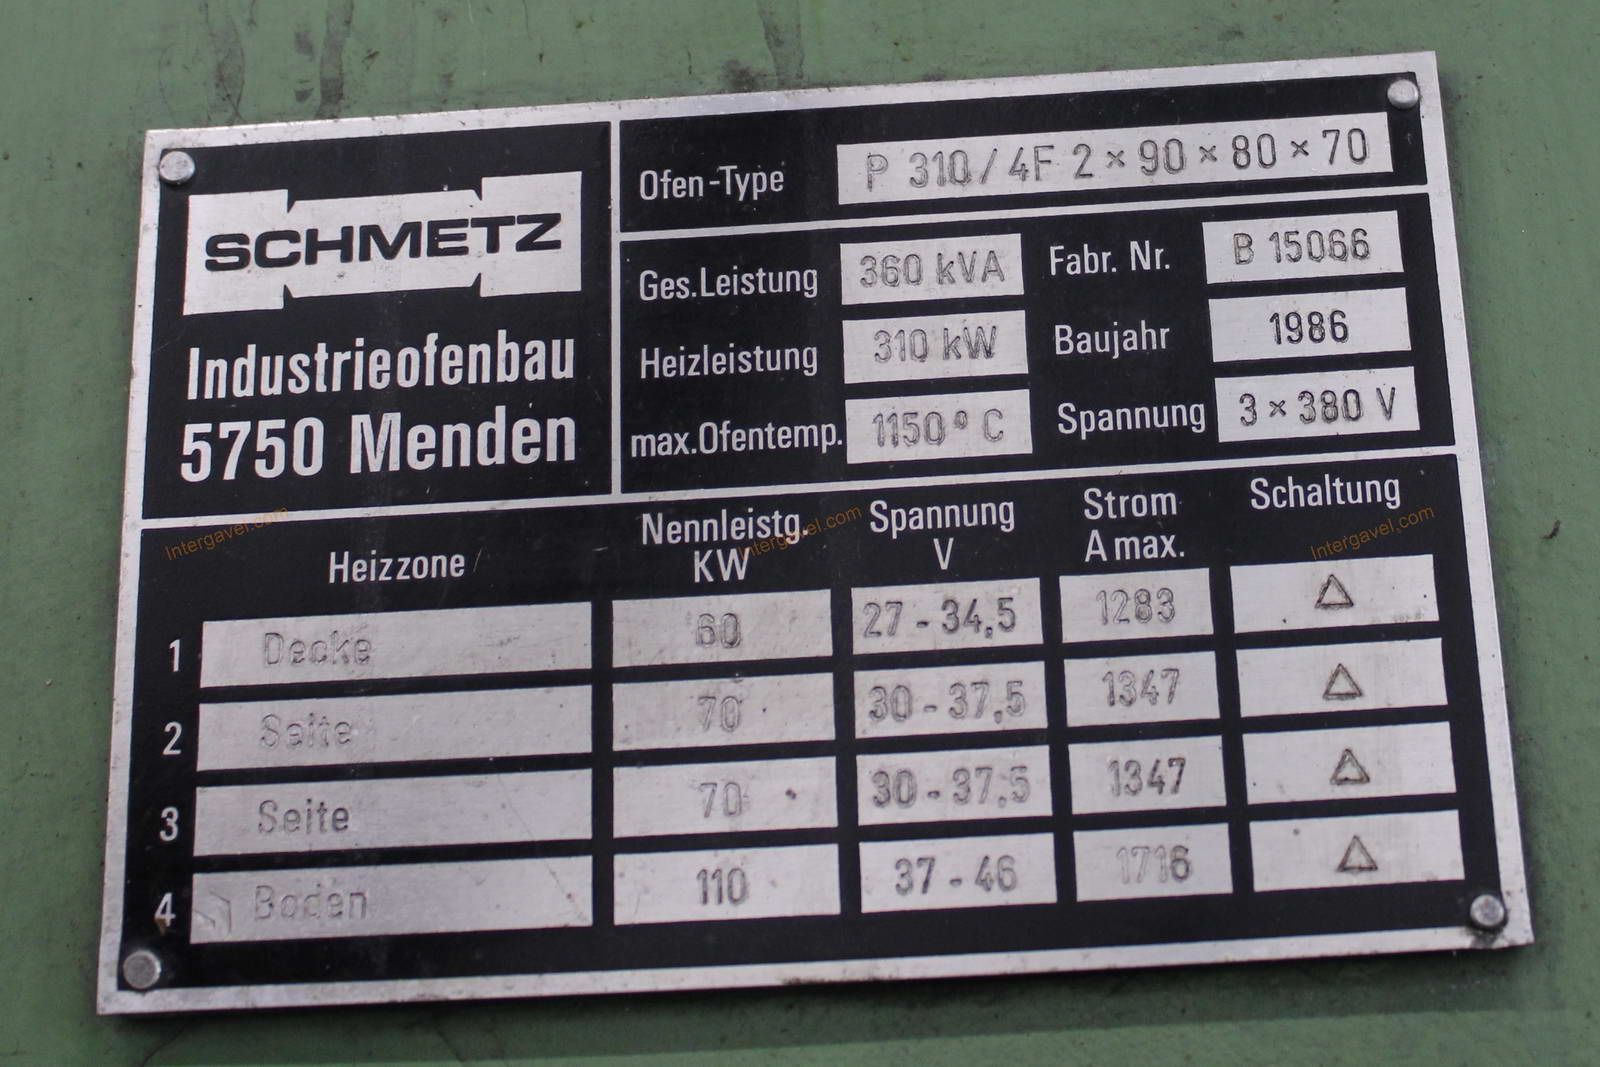 SCHMETZ
Industrieofenbau
5750 Menden
Ofen-Type P 310/4F 2×90×80×70
Ges.Leistung 360 kVA Fabr. Nr. B 15066
Heizleistung 310 kW Baujahr 1986
max.Ofentemp. 1150° C Spannung 3×380 V
Heizzone Nennleistg. KW Spannung V Strom A max. Schaltung
1 Decke 60 27-34,5 1283 △
2 Seite 70 30-37,5 1347 △
3 Seite 70 30-37,5 1347 △
4 Boden 110 37-46 1716 △
Intergavel.com
Intergavel.com
Intergavel.com